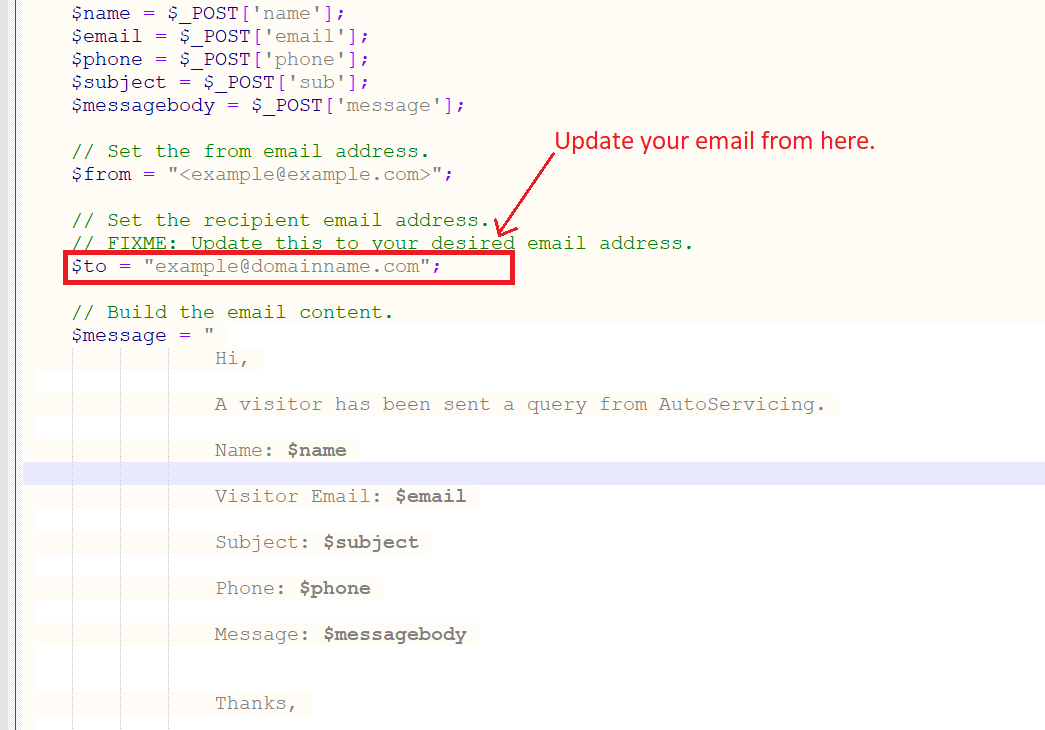 $name = $_POST['name'];
$email = $_POST['email'];
$phone = $_POST['phone'];
$subject = $_POST['sub'];
$messagebody = $_POST['message'];
// Set the from email address.
Update your email from here.
$from = "<example@example.com>";
// Set the recipient email address.
// FIXME: Update this to your desired email address.
$to = "example@domainname.com";
// Build the email content.
$message = "
Hi,
A visitor has been sent a query from AutoServicing.
Name: $name
Visitor Email: $email
Subject: $subject
Phone: $phone
Message: $messagebody
Thanks,